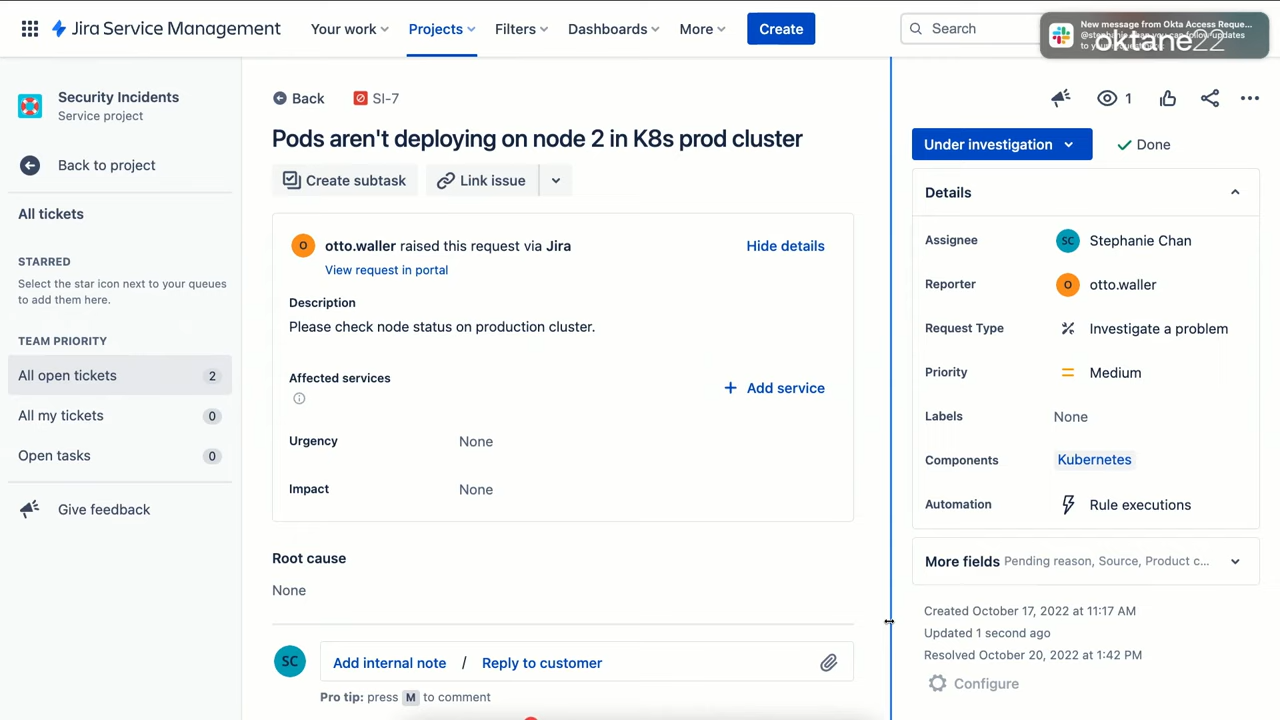 Jira Service Management
Your work
Projects
Filters
Dashboards
More
Create
Search
New message from Okta Access Reque...
oktane22
Security Incidents
Service project
Back to project
All tickets
STARRED
Select the star icon next to your queues
to add them here.
TEAM PRIORITY
All open tickets 2
All my tickets 0
Open tasks 0
Give feedback
Back
SI-7
Pods aren't deploying on node 2 in K8s prod cluster
Create subtask
Link issue
O
otto.waller raised this request via Jira
Hide details
View request in portal
Description
Please check node status on production cluster.
Affected services
Add service
Urgency
None
Impact
None
Root cause
None
SC
Add internal note / Reply to customer
Pro tip: press M to comment
1
Under investigation
Done
Details
Assignee
SC
Stephanie Chan
Reporter
O
otto.waller
Request Type
Investigate a problem
Priority
Medium
Labels
None
Components
Kubernetes
Automation
Rule executions
More fields Pending reason, Source, Product c...
Created October 17, 2022 at 11:17 AM
Updated 1 second ago
Resolved October 20, 2022 at 1:42 PM
Configure